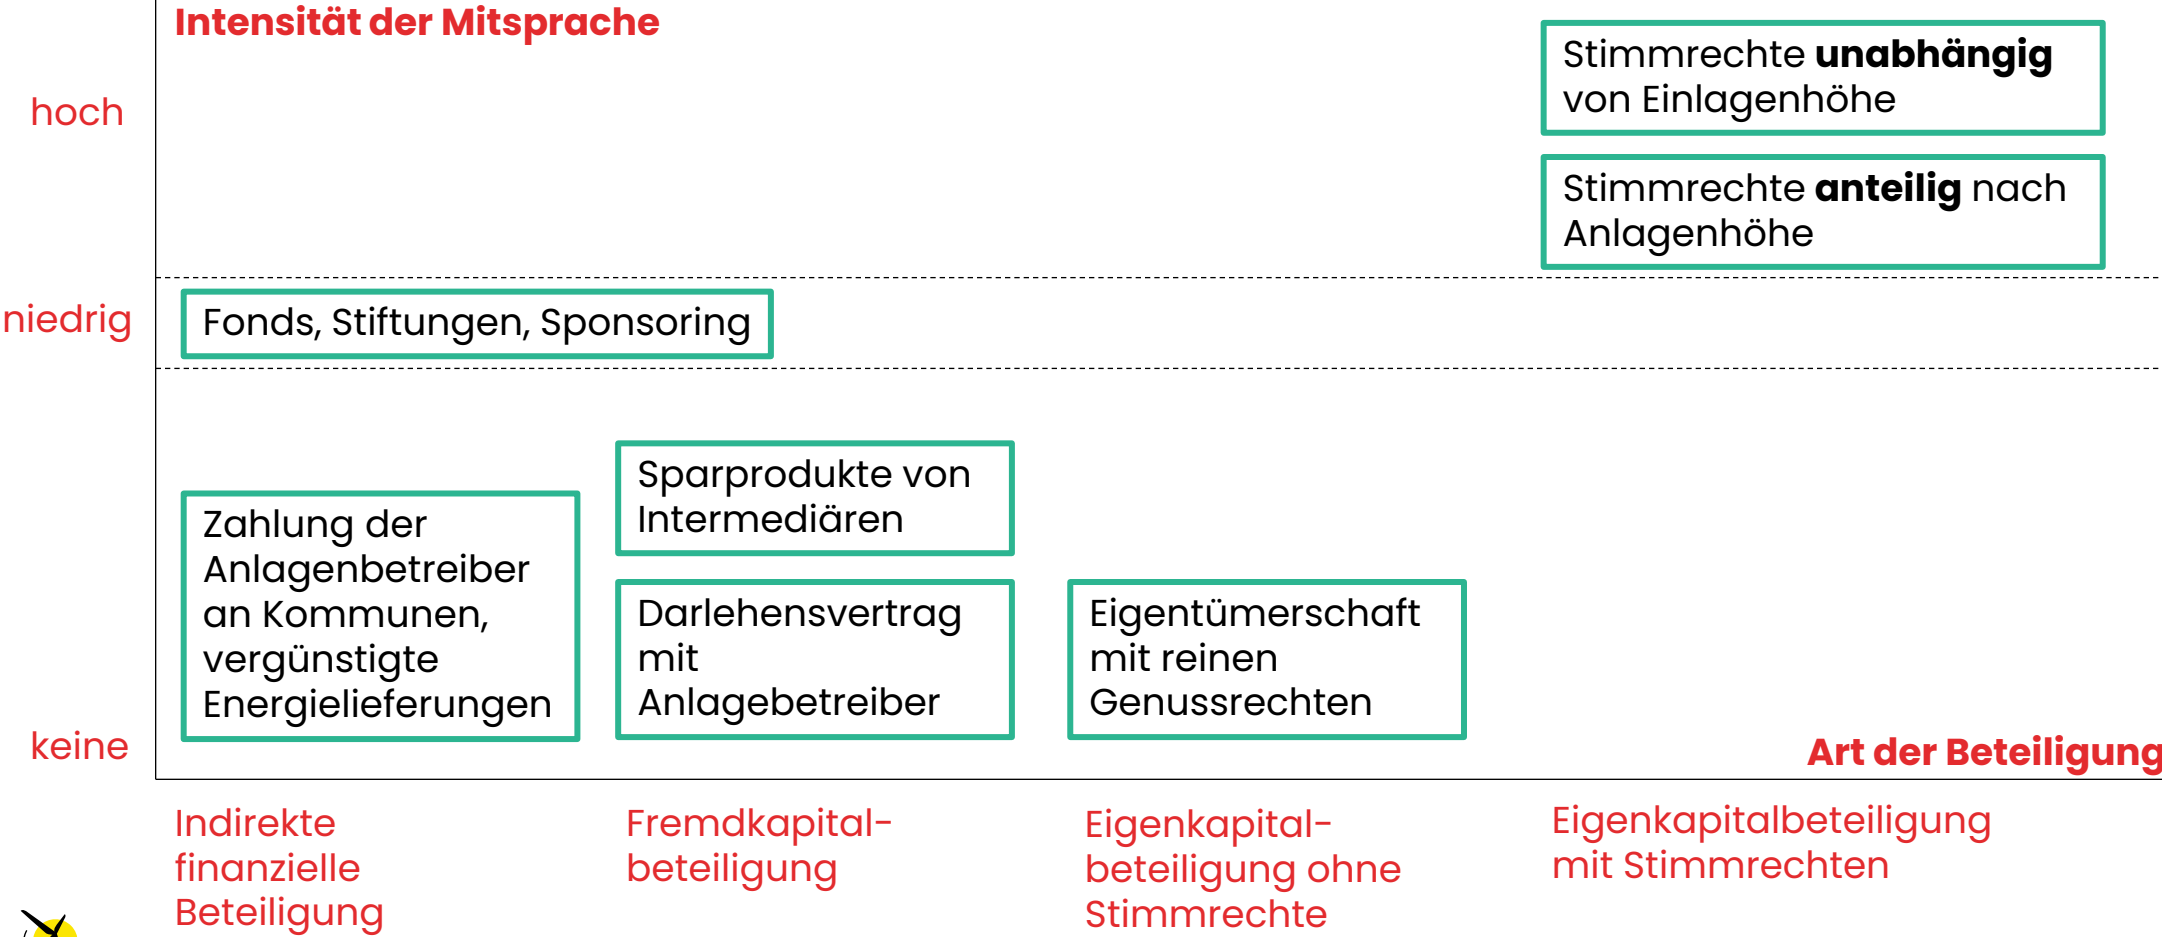 Intensität der Mitsprache
hoch
Stimmrechte unabhängig
von Einlagenhöhe
Stimmrechte anteilig nach
Anlagenhöhe
niedrig
Fonds, Stiftungen, Sponsoring
Sparprodukte von
Intermediären
Zahlung der
Anlagenbetreiber
an Kommunen,
vergünstigte
Energielieferungen
Darlehensvertrag
mit
Anlagebetreiber
Eigentümerschaft
mit reinen
Genussrechten
keine
Art der Beteiligung
Indirekte
finanzielle
Beteiligung
Fremdkapital-
beteiligung
Eigenkapital-
beteiligung ohne
Stimmrechte
Eigenkapitalbeteiligung
mit Stimmrechten